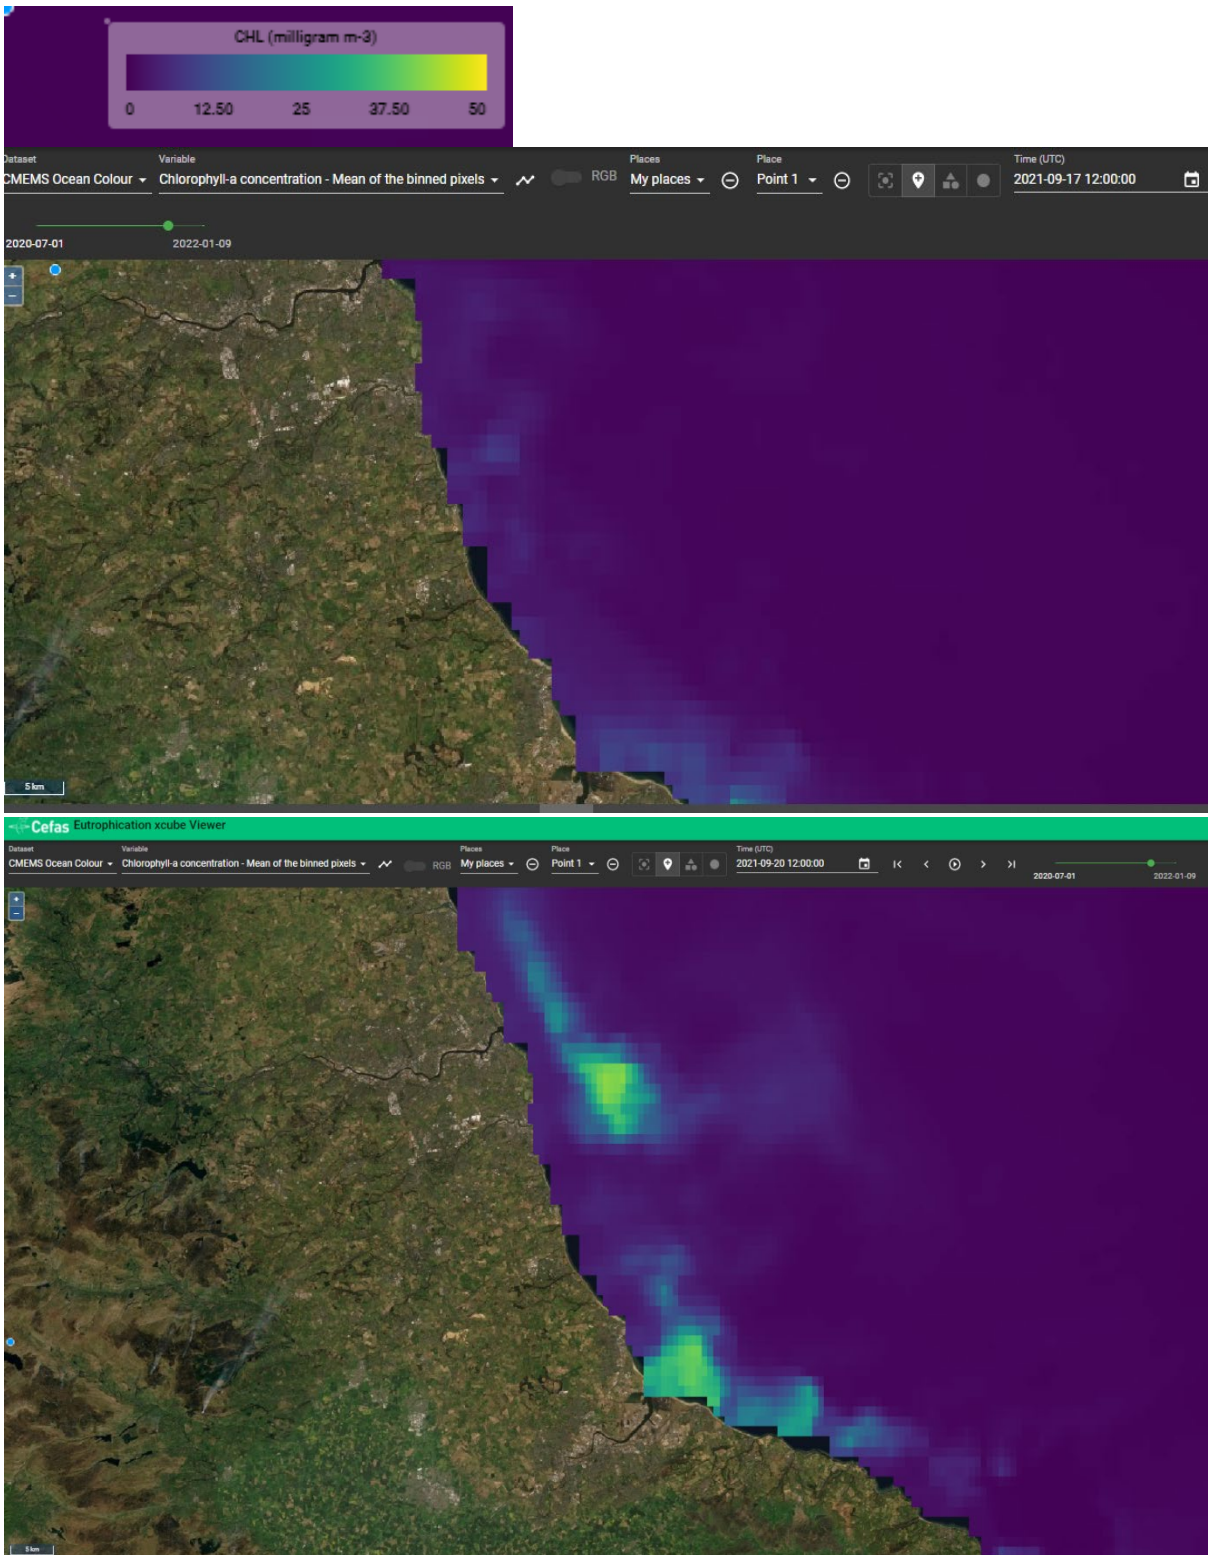 CHL (milligram m-3)
0 12.50 25 37.50 50
Dataset Variable Places Place Time (UTC)
CMEMS Ocean Colour Chlorophyll-a concentration - Mean of the binned pixels RGB My places Point 1 2021-09-17 12:00:00
2020-07-01 2022-01-09
+
−
5 km
Cefas Eutrophication xcube Viewer
Dataset Variable Places Place Time (UTC)
CMEMS Ocean Colour Chlorophyll-a concentration - Mean of the binned pixels RGB My places Point 1 2021-09-20 12:00:00
2020-07-01 2022-01-09
+
−
5 km